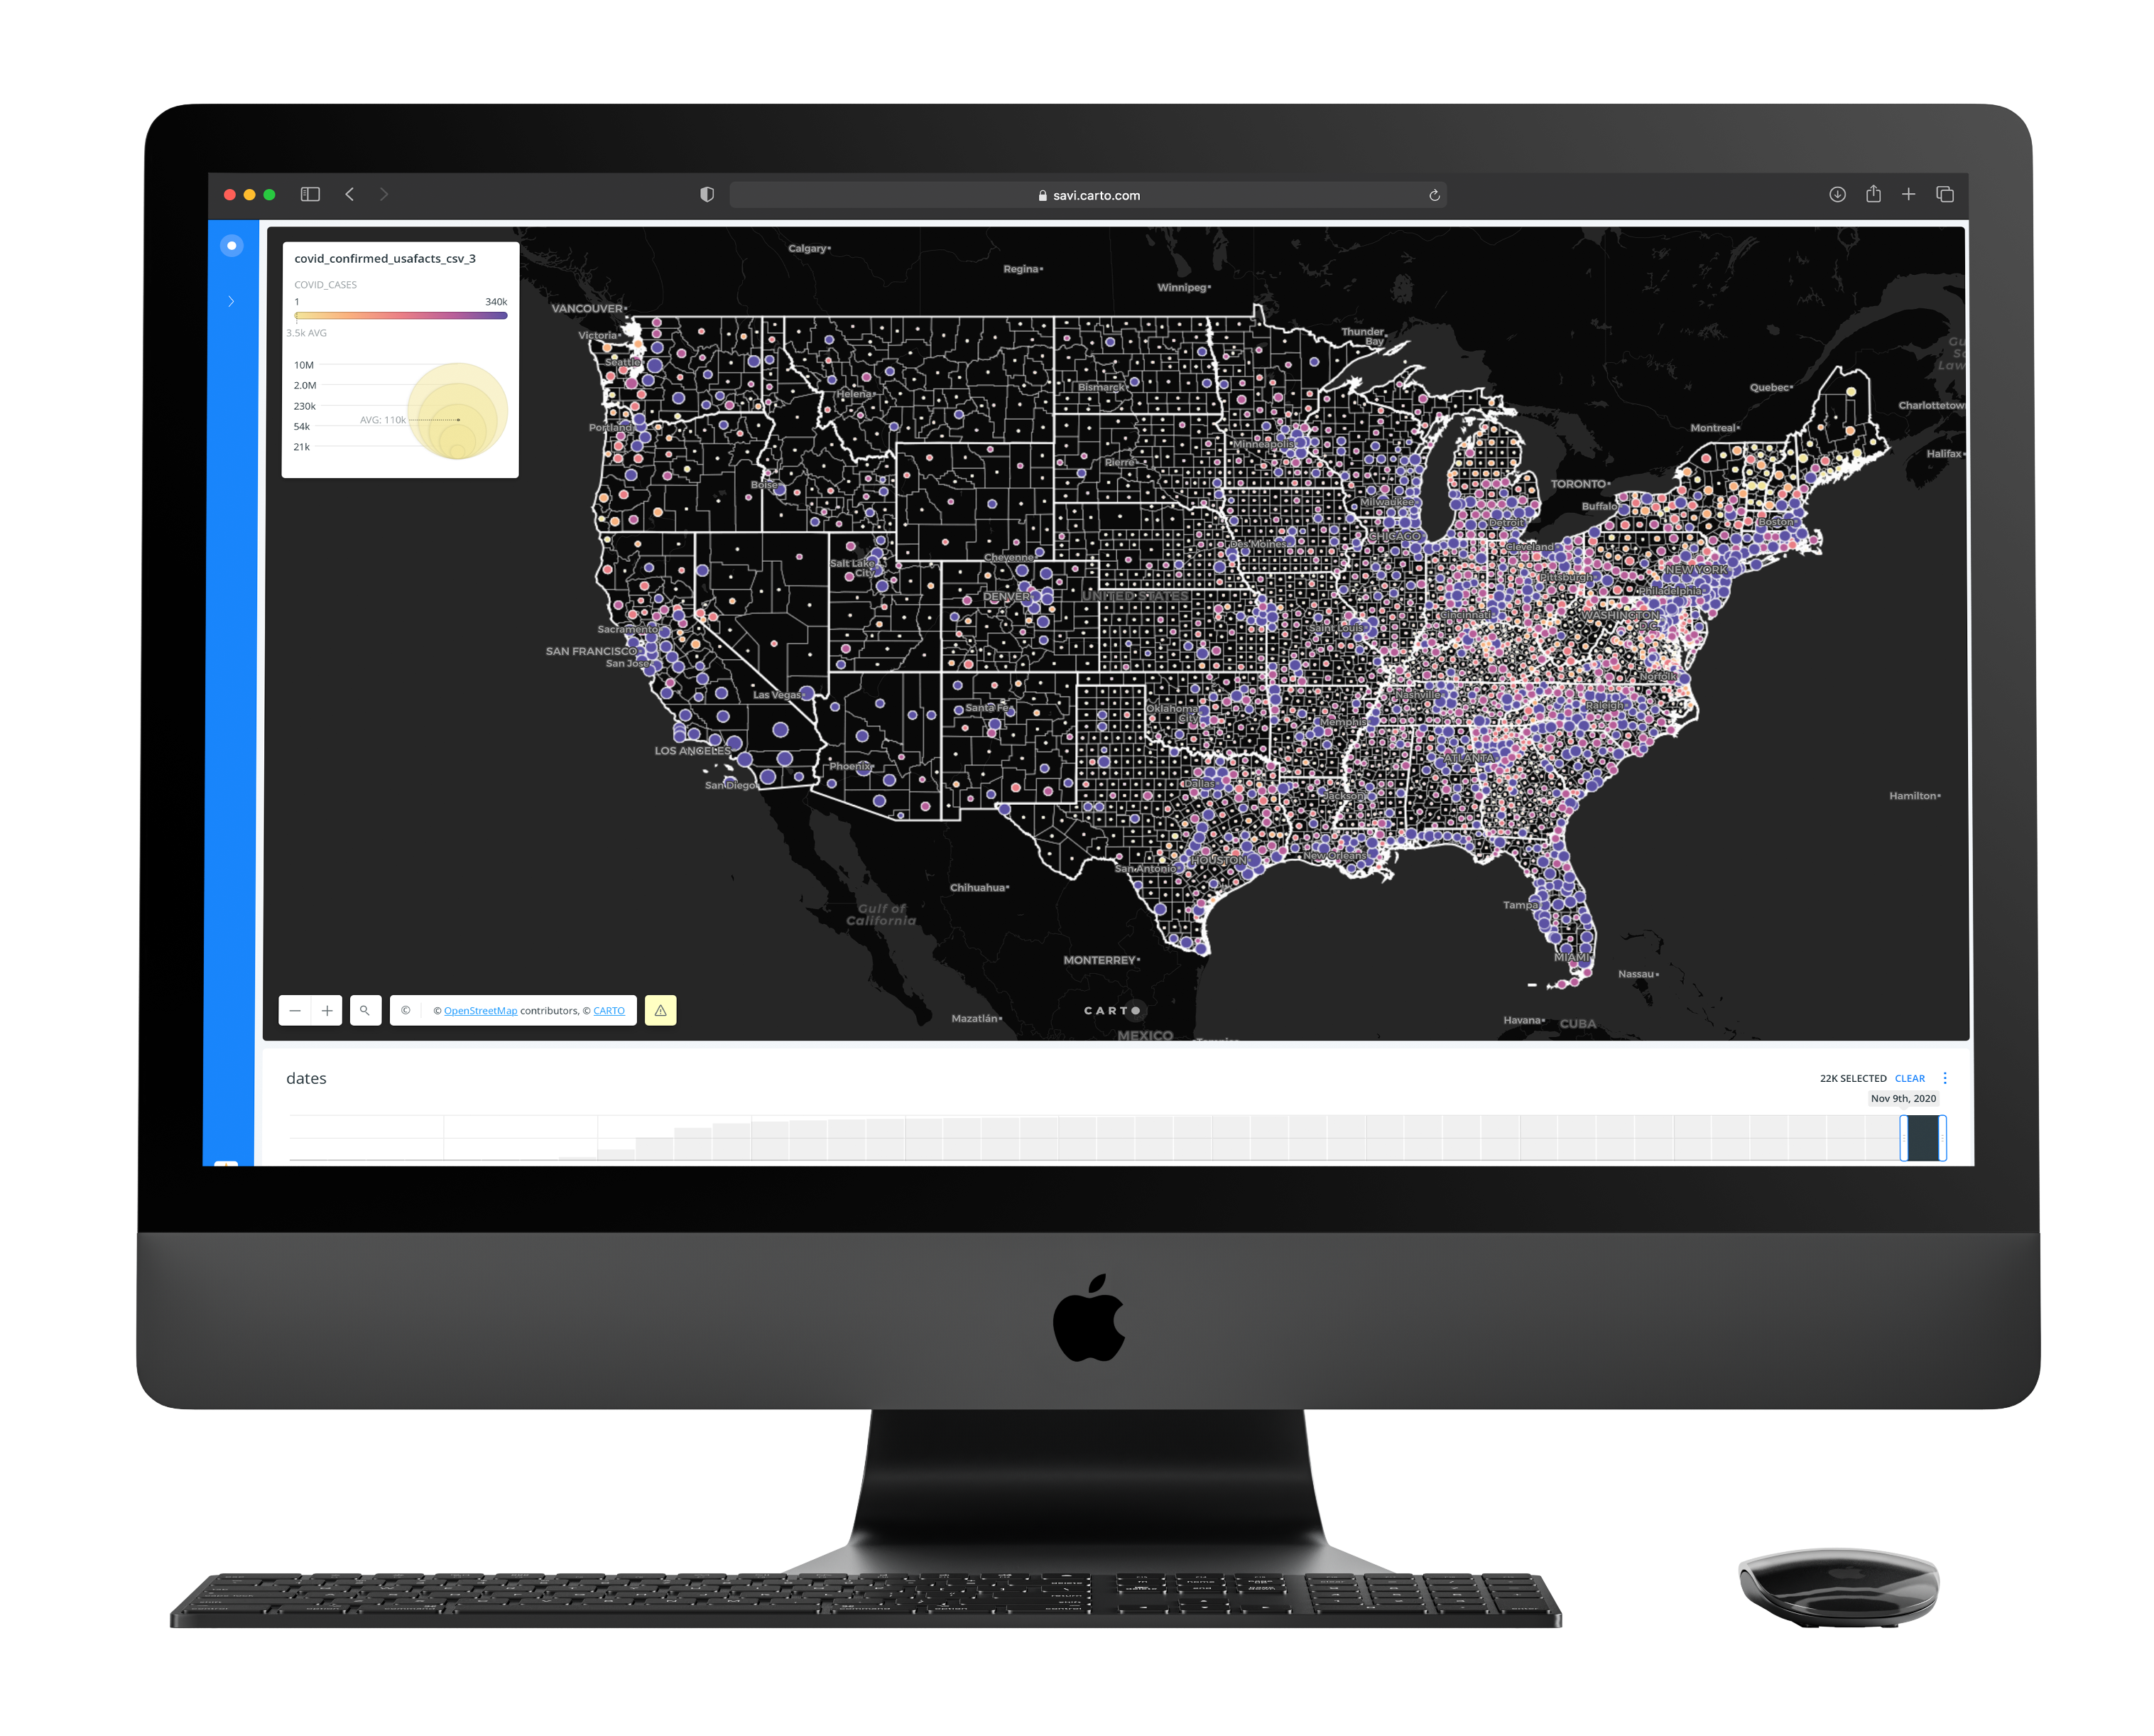 savi.carto.com
covid_confirmed_usafacts_csv_3
COVID_CASES
1 340k
3.5k AVG
10M
2.0M
230k
AVG: 110k
54k
21k
Calgary
Regina
Winnipeg
VANCOUVER
Victoria
Seattle
Thunder
Bay
Quebec
Charlottetown
Montreal
Halifax
Helena
Bismarck
Portland
Minneapolis
Pierre
Boise
TORONTO
Milwaukee
Buffalo
Detroit
Boston
CHICAGO
Des Moines
Cleveland
Cheyenne
Salt Lake
City
NEW YORK
Pittsburgh
Philadelphia
DENVER
UNITED STATES
Cincinnati
WASHINGTON
D.C.
Saint Louis
Sacramento
SAN FRANCISCO
San Jose
Norfolk
Las Vegas
Nashville
Raleigh
Santa Fe
Oklahoma
City
Memphis
LOS ANGELES
ATLANTA
Phoenix
San Diego
Dallas
Jackson
Hamilton
HOUSTON
New Orleans
San Antonio
Chihuahua
Gulf of
California
Tampa
MIAMI
MONTERREY
Nassau
© © OpenStreetMap contributors, © CARTO
CARTO
Mazatlán
Havana
CUBA
MEXICO
dates
22K SELECTED CLEAR
Nov 9th, 2020